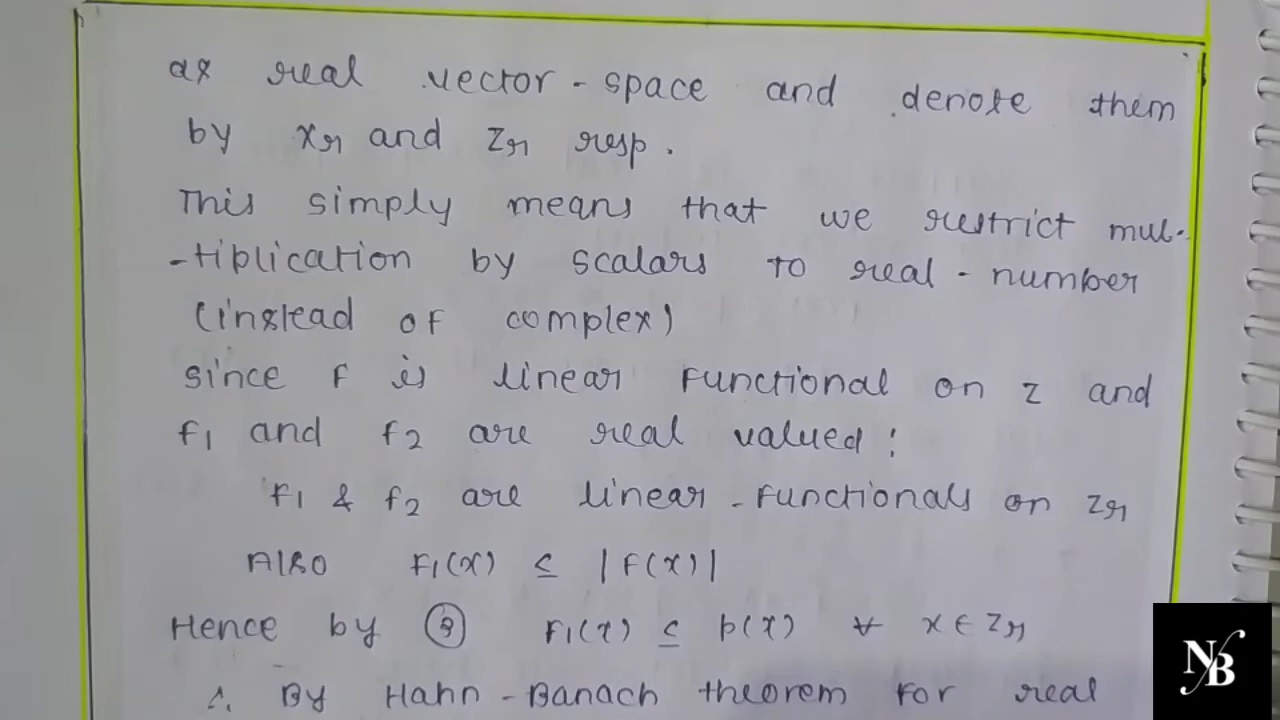 as real vector - space and denote them
by Xr and Zr resp.
This simply means that we restrict mul-
-tiplication by scalars to real - number
(instead of complex)
since f is linear functional on Z and
f1 and f2 are real valued :
f1 & f2 are linear - functionals on Zr
Also f1(x) ≤ |f(x)|
Hence by ③ f1(x) ≤ p(x) ∀ x ∈ Zr
∴ By Hahn - Banach theorem for real
NB